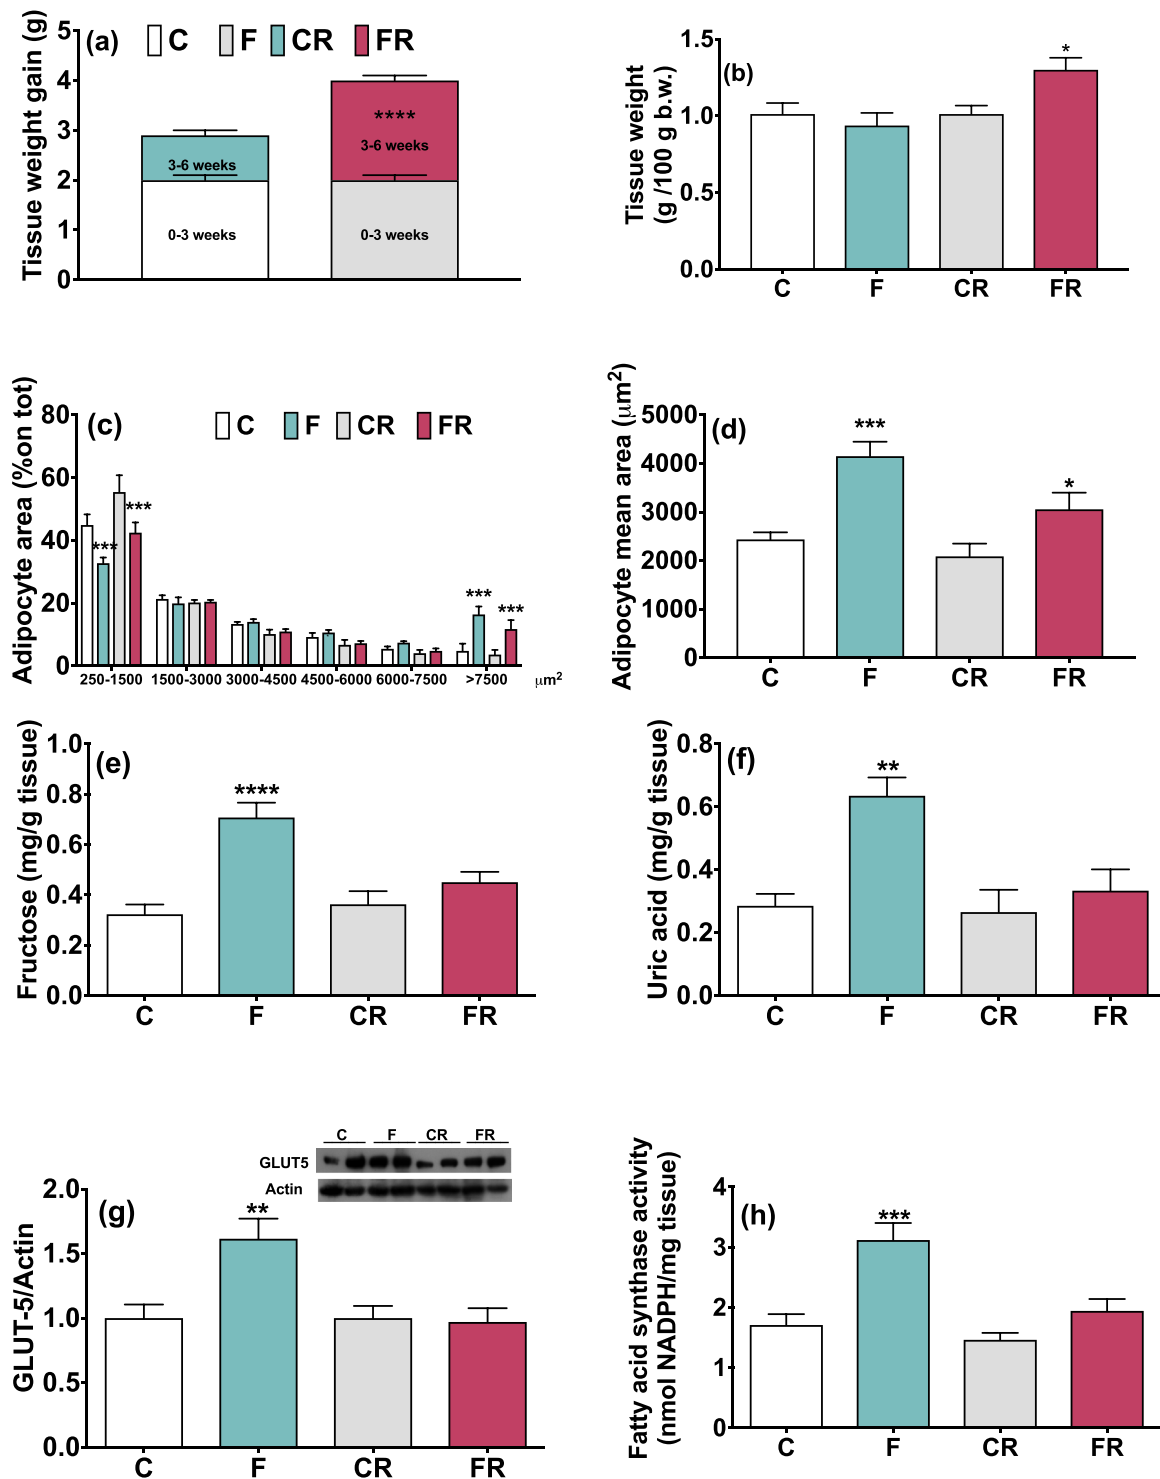 (a) C F CR FR
Tissue weight gain (g)
5
4
3
2
1
0
3-6 weeks
0-3 weeks
****
3-6 weeks
0-3 weeks
(b)
Tissue weight
(g /100 g b.w.)
1.5
1.0
0.5
0.0
*
C F CR FR
(c) C F CR FR
Adipocyte area (%on tot)
80
60
40
20
0
*** *** *** ***
250-1500 1500-3000 3000-4500 4500-6000 6000-7500 >7500 μm2
(d)
Adipocyte mean area (μm2)
5000
4000
3000
2000
1000
0
***
*
C F CR FR
(e)
Fructose (mg/g tissue)
1.0
0.8
0.6
0.4
0.2
0.0
****
C F CR FR
(f)
Uric acid (mg/g tissue)
0.8
0.6
0.4
0.2
0.0
**
C F CR FR
C F CR FR
GLUT5
Actin
(g)
GLUT-5/Actin
2.0
1.5
1.0
0.5
0.0
**
C F CR FR
(h)
Fatty acid synthase activity
(nmol NADPH/mg tissue)
4
3
2
1
0
***
C F CR FR